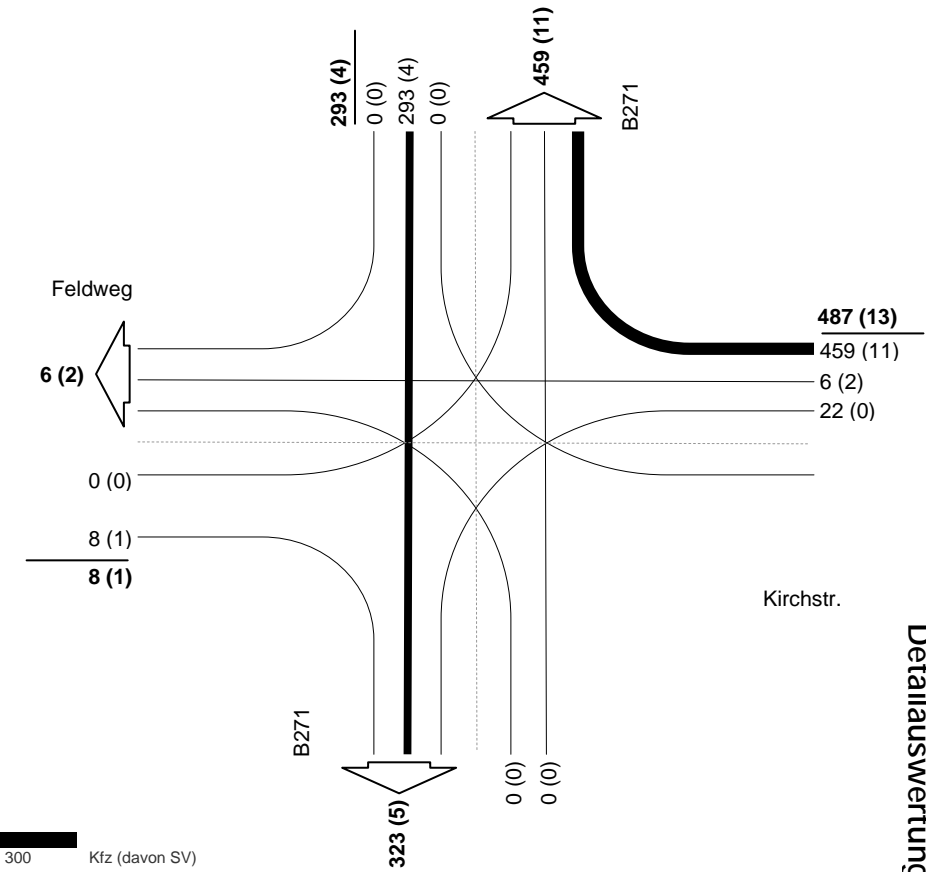 293 (4)
0 (0)
293 (4)
0 (0)
459 (11)
B271
Feldweg
6 (2)
487 (13)
459 (11)
6 (2)
22 (0)
0 (0)
8 (1)
8 (1)
Kirchstr.
Detailauswertung
B271
323 (5)
0 (0)
0 (0)
300 Kfz (davon SV)